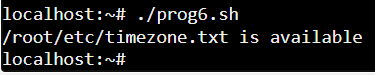 localhost:~# ./prog6.sh
/root/etc/timezone.txt is available
localhost:~#